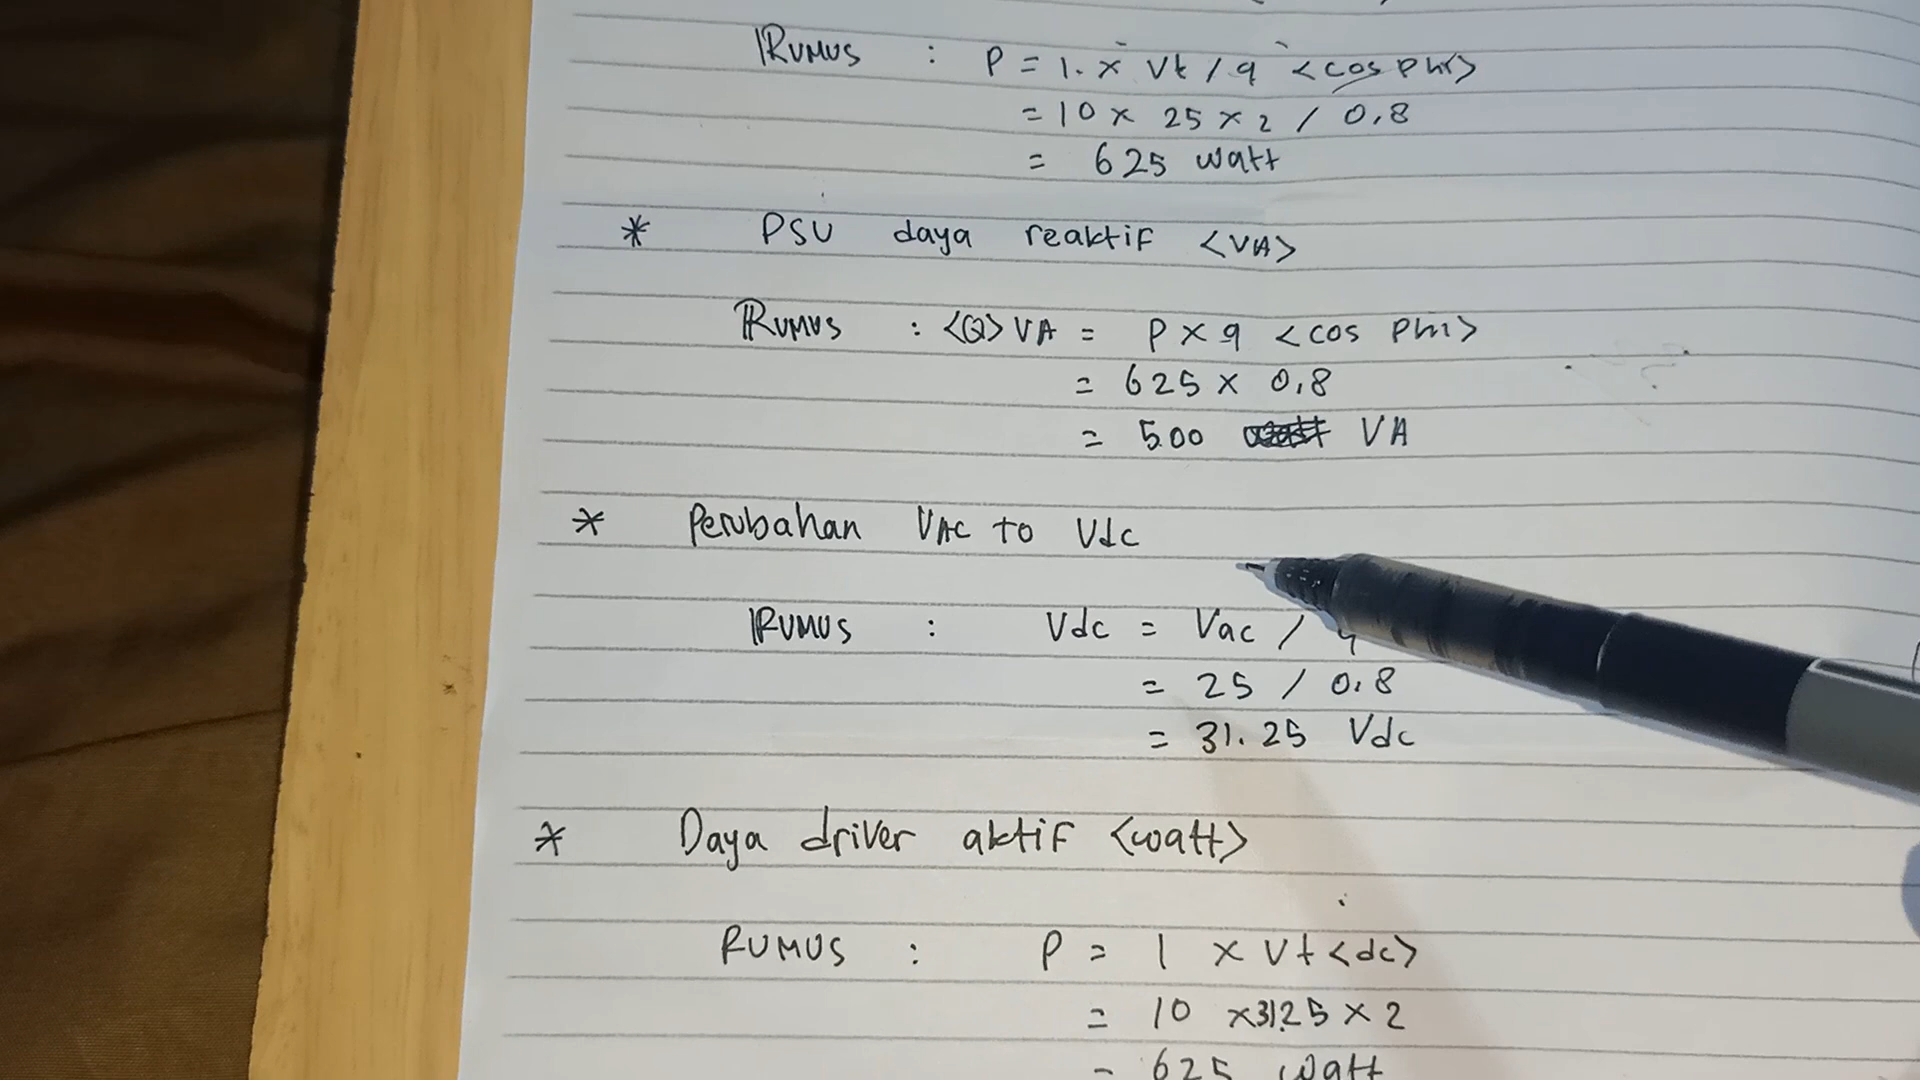 RUMUS : P = 1. x Vt / q <cos phi>
= 10 x 25 x 2 / 0,8
= 625 watt
* PSU daya reaktif <VA>
RUMUS : <Q> VA = P x q <cos phi>
= 625 x 0,8
= 500 VA
* Perubahan VAC to Vdc
RUMUS : Vdc = Vac /
= 25 / 0.8
= 31.25 Vdc
* Daya driver aktif <watt>
RUMUS : P = 1 x Vt <dc>
= 10 x 31.25 x 2
= 625 watt